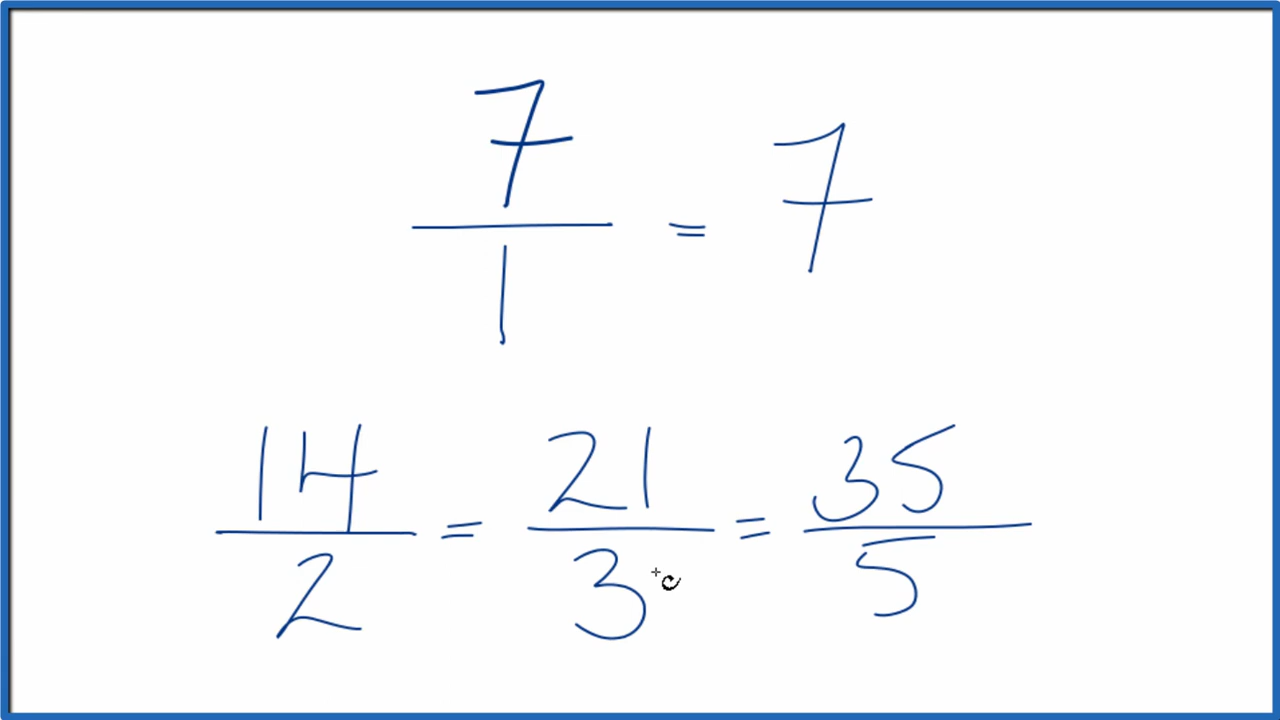 7/1 = 7
14/2 = 21/3 = 35/5